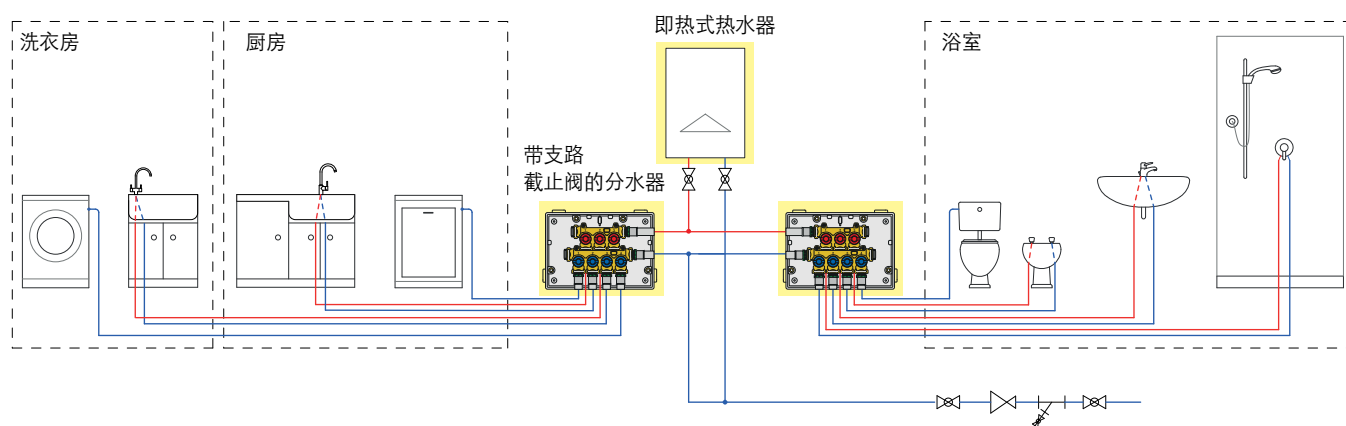 洗衣房
厨房
即热式热水器
浴室
带支路
截止阀的分水器